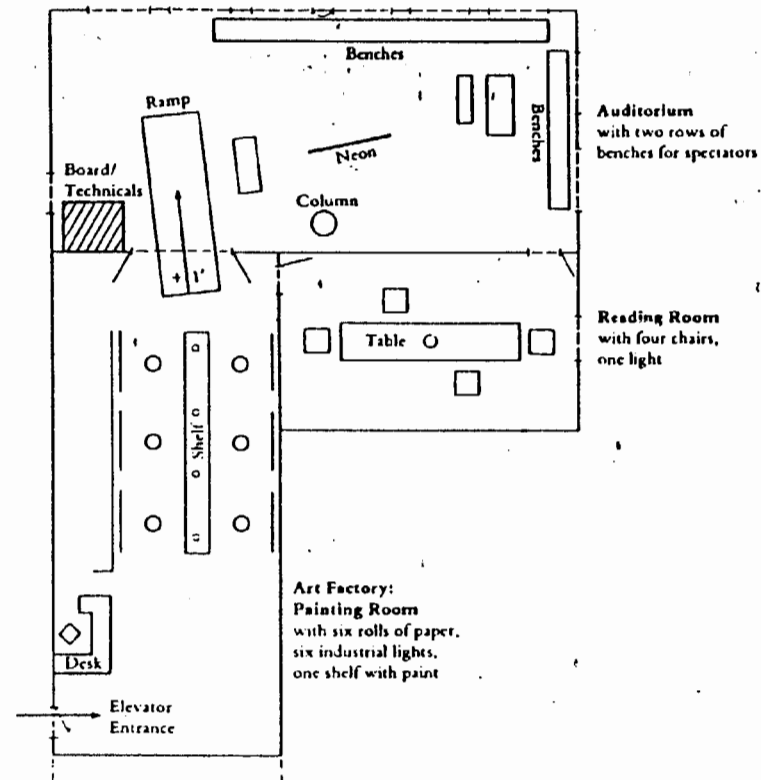 Benches
Ramp
Benches
Auditorium
with two rows of
benches for spectators
Neon
Board/
Technicals
Column
+ 1'
Reading Room
with four chairs,
one light
Table
Shelf
Art Factory:
Painting Room
with six rolls of paper,
six industrial lights,
one shelf with paint
Desk
Elevator
Entrance